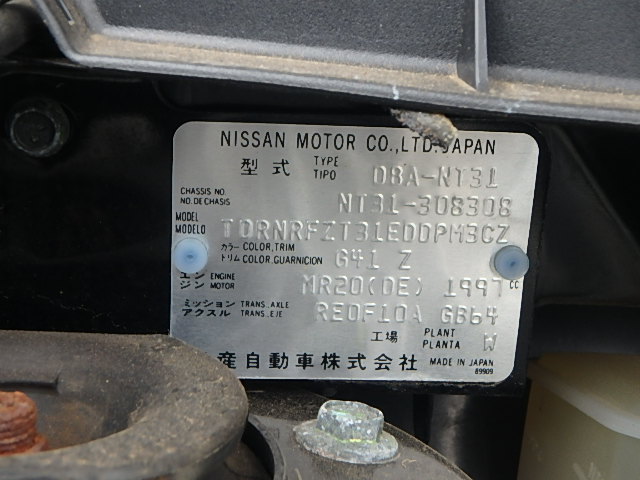 NISSAN MOTOR CO.,LTD.JAPAN
型式 TYPE TIPO DBA-NT31
CHASSIS NO. NO. DE CHASIS NT31-308308
MODEL MODELO TDRNRFZT31EDDPM3CZ
カラー COLOR,TRIM トリム COLOR.GUARNICION G41 Z
エンジン ENGINE MOTOR MR20(DE) 1997 CC
ミッション TRANS.,AXLE アクスル TRANS.,EJE RE0F10A GB64
工場 PLANT PLANTA W
産自動車株式会社 MADE IN JAPAN
89909